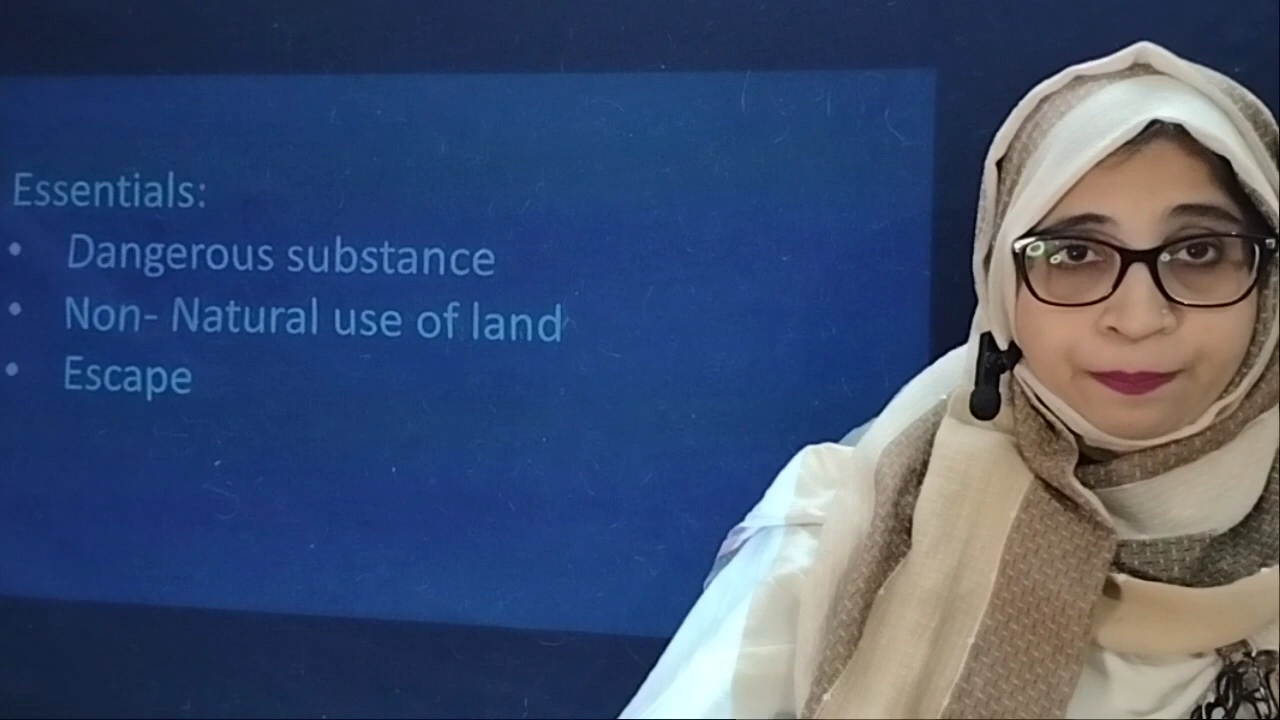 Essentials:
• Dangerous substance
• Non- Natural use of land
• Escape